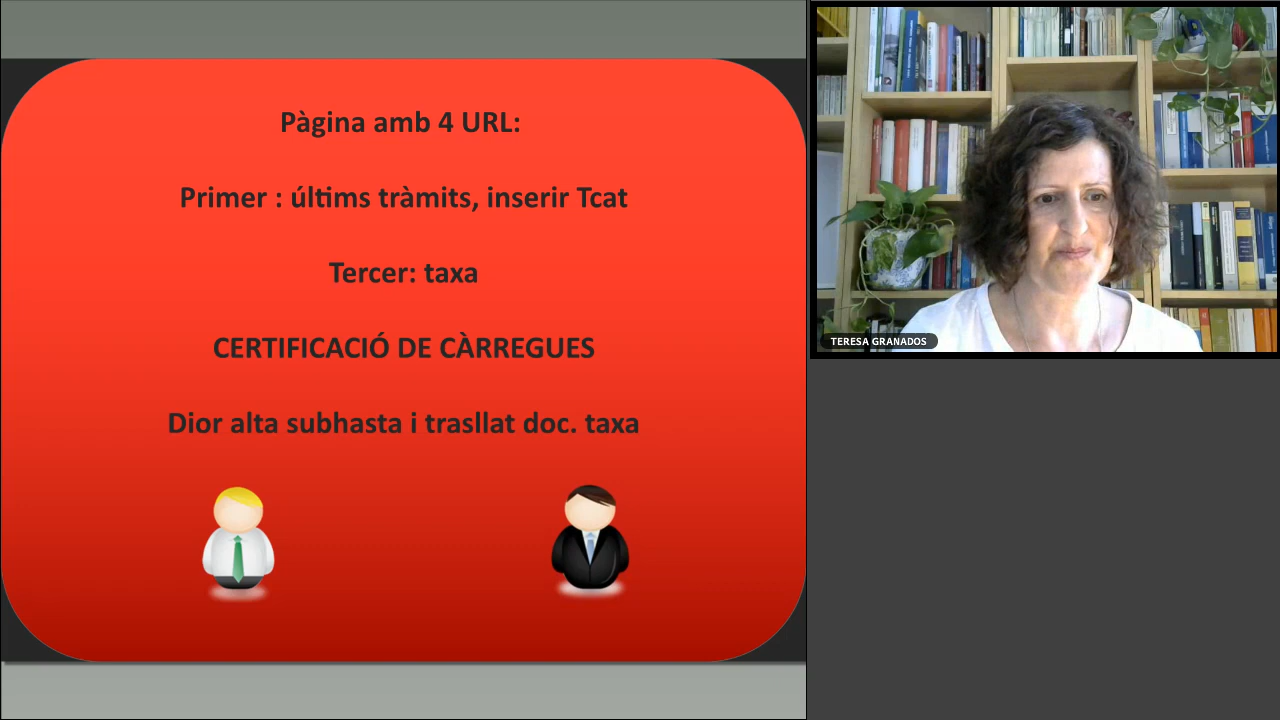 Pàgina amb 4 URL:
Primer : últims tràmits, inserir Tcat
Tercer: taxa
CERTIFICACIÓ DE CÀRREGUES
Dior alta subhasta i trasllat doc. taxa
TERESA GRANADOS